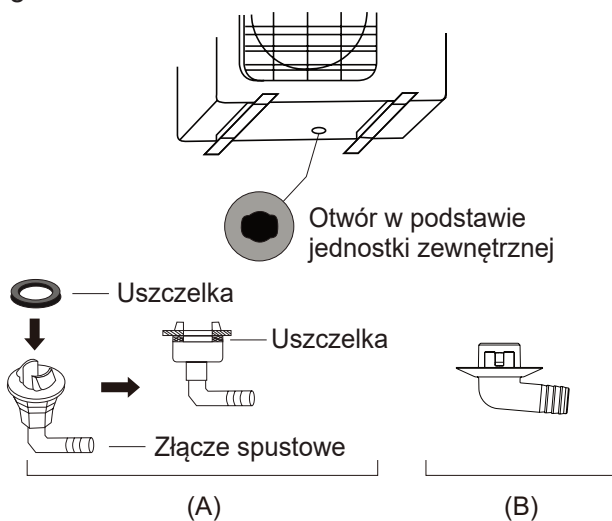 Otwór w podstawie
jednostki zewnętrznej
Uszczelka
Uszczelka
Złącze spustowe
(A)
(B)